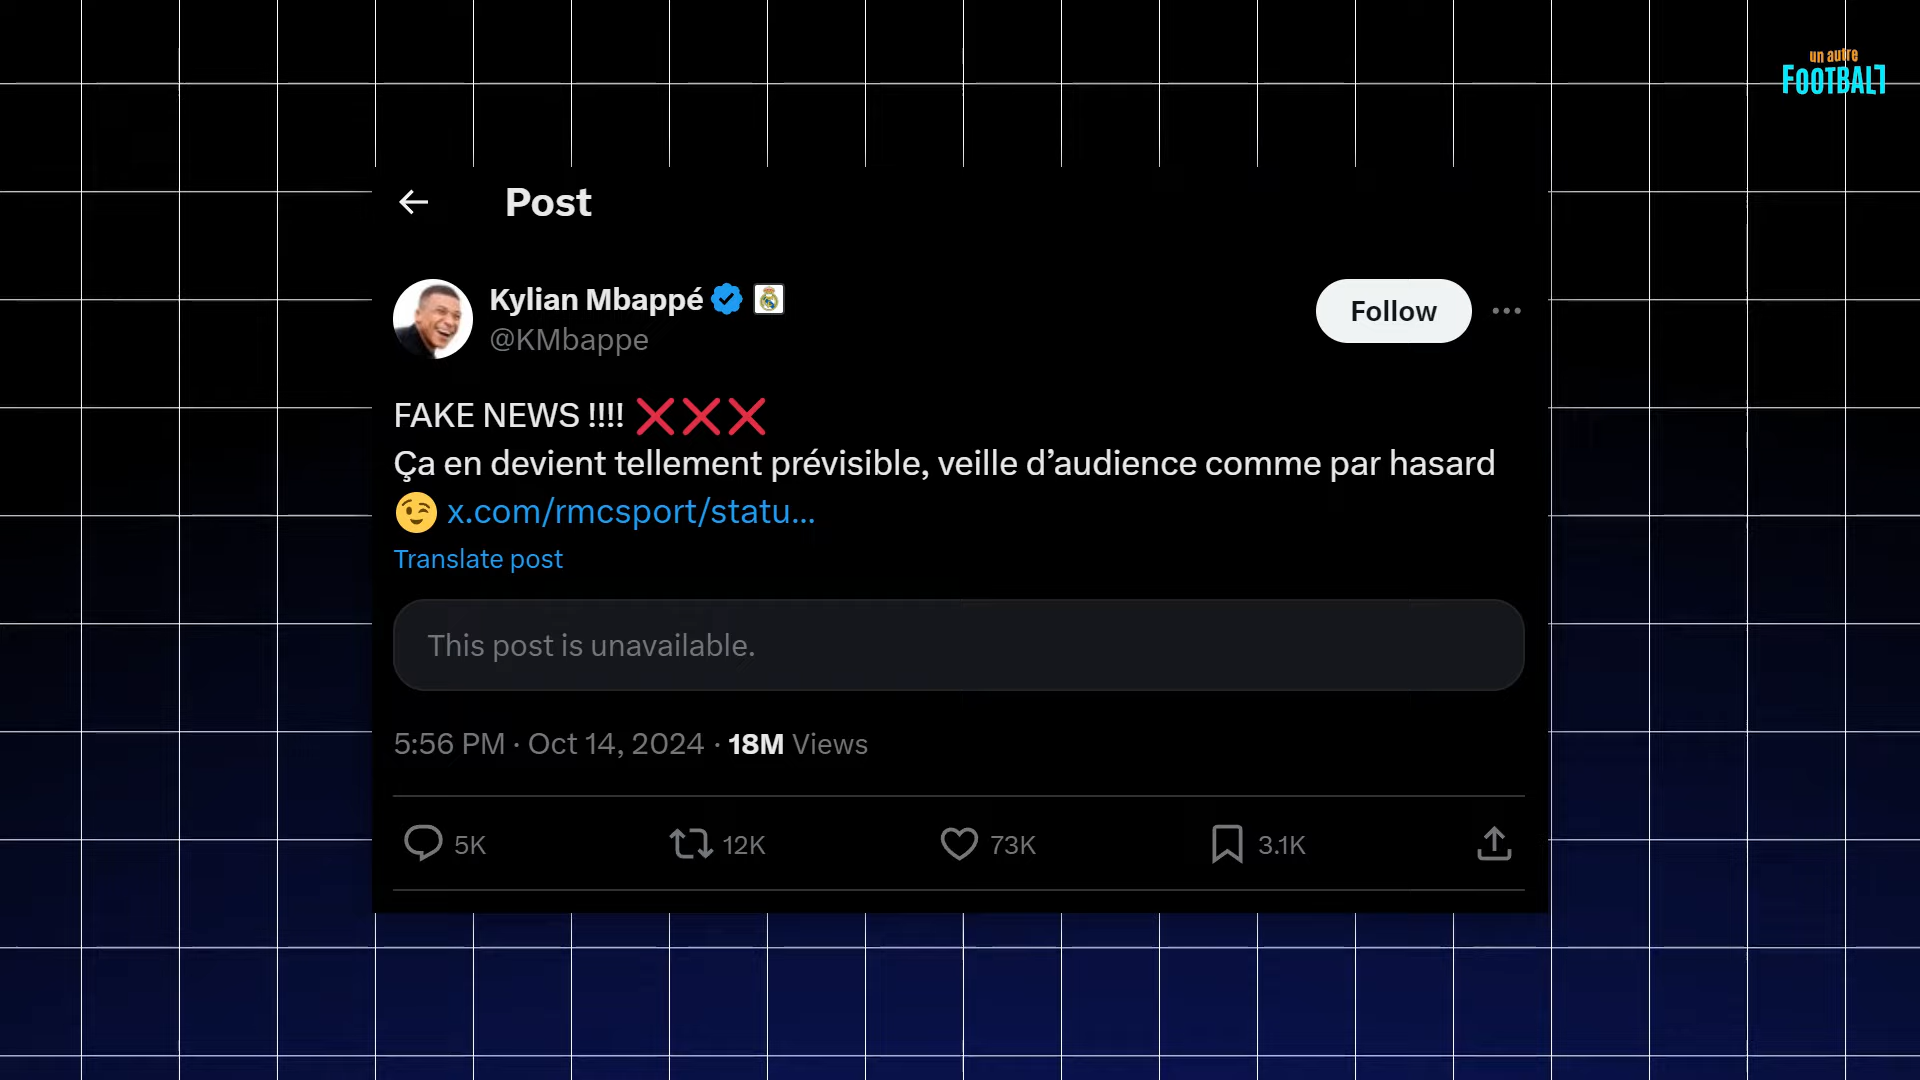 un autre
FOOTBALL
Post
Kylian Mbappé
@KMbappe
Follow
FAKE NEWS !!!! ❌❌❌
Ça en devient tellement prévisible, veille d’audience comme par hasard
😉 x.com/rmcsport/statu...
Translate post
This post is unavailable.
5:56 PM · Oct 14, 2024 · 18M Views
5K 12K 73K 3.1K